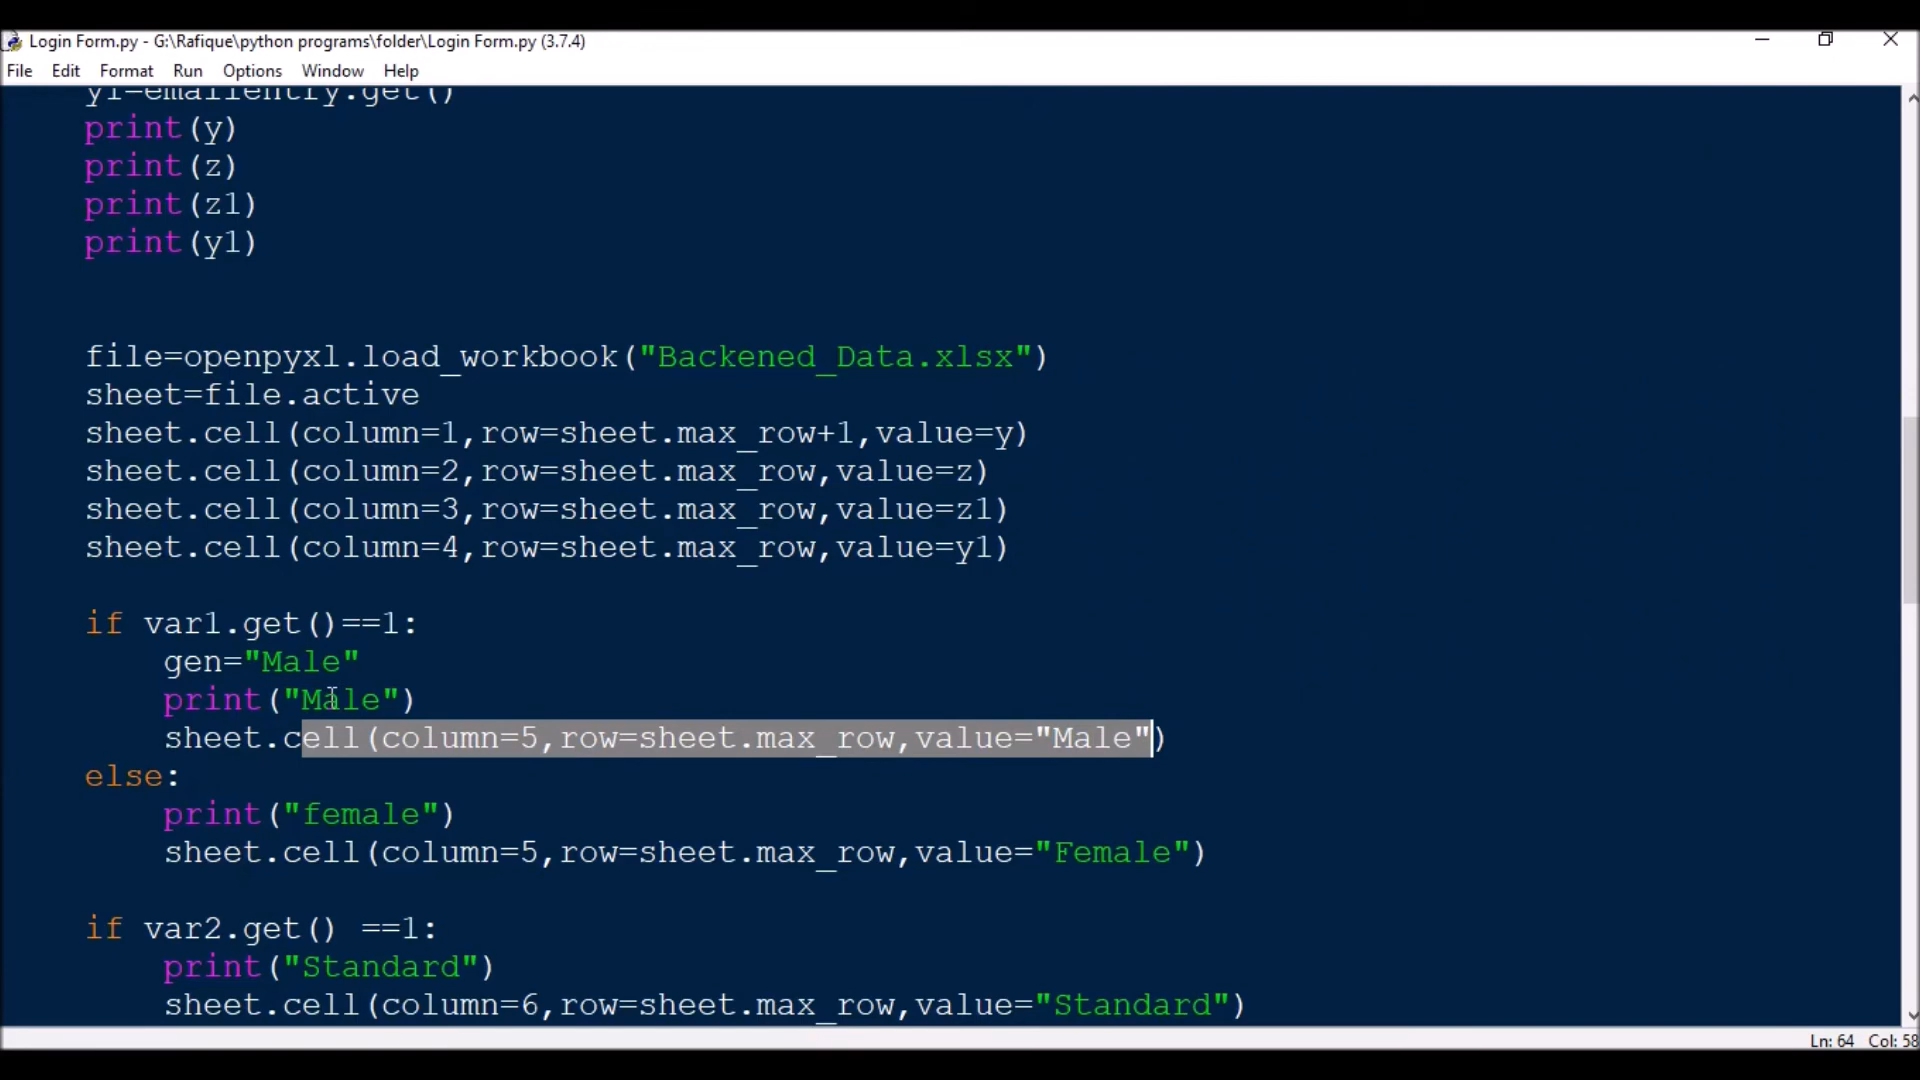 Login Form.py - G:\Rafique\python programs\folder\Login Form.py (3.7.4)
File Edit Format Run Options Window Help
y1=emailentry.get()
print(y)
print(z)
print(z1)
print(y1)
file=openpyxl.load_workbook("Backened_Data.xlsx")
sheet=file.active
sheet.cell(column=1,row=sheet.max_row+1,value=y)
sheet.cell(column=2,row=sheet.max_row,value=z)
sheet.cell(column=3,row=sheet.max_row,value=z1)
sheet.cell(column=4,row=sheet.max_row,value=y1)
if var1.get()==1:
gen="Male"
print("Male")
sheet.cell(column=5,row=sheet.max_row,value="Male")
else:
print("female")
sheet.cell(column=5,row=sheet.max_row,value="Female")
if var2.get() ==1:
print("Standard")
sheet.cell(column=6,row=sheet.max_row,value="Standard")
Ln: 64 Col: 58